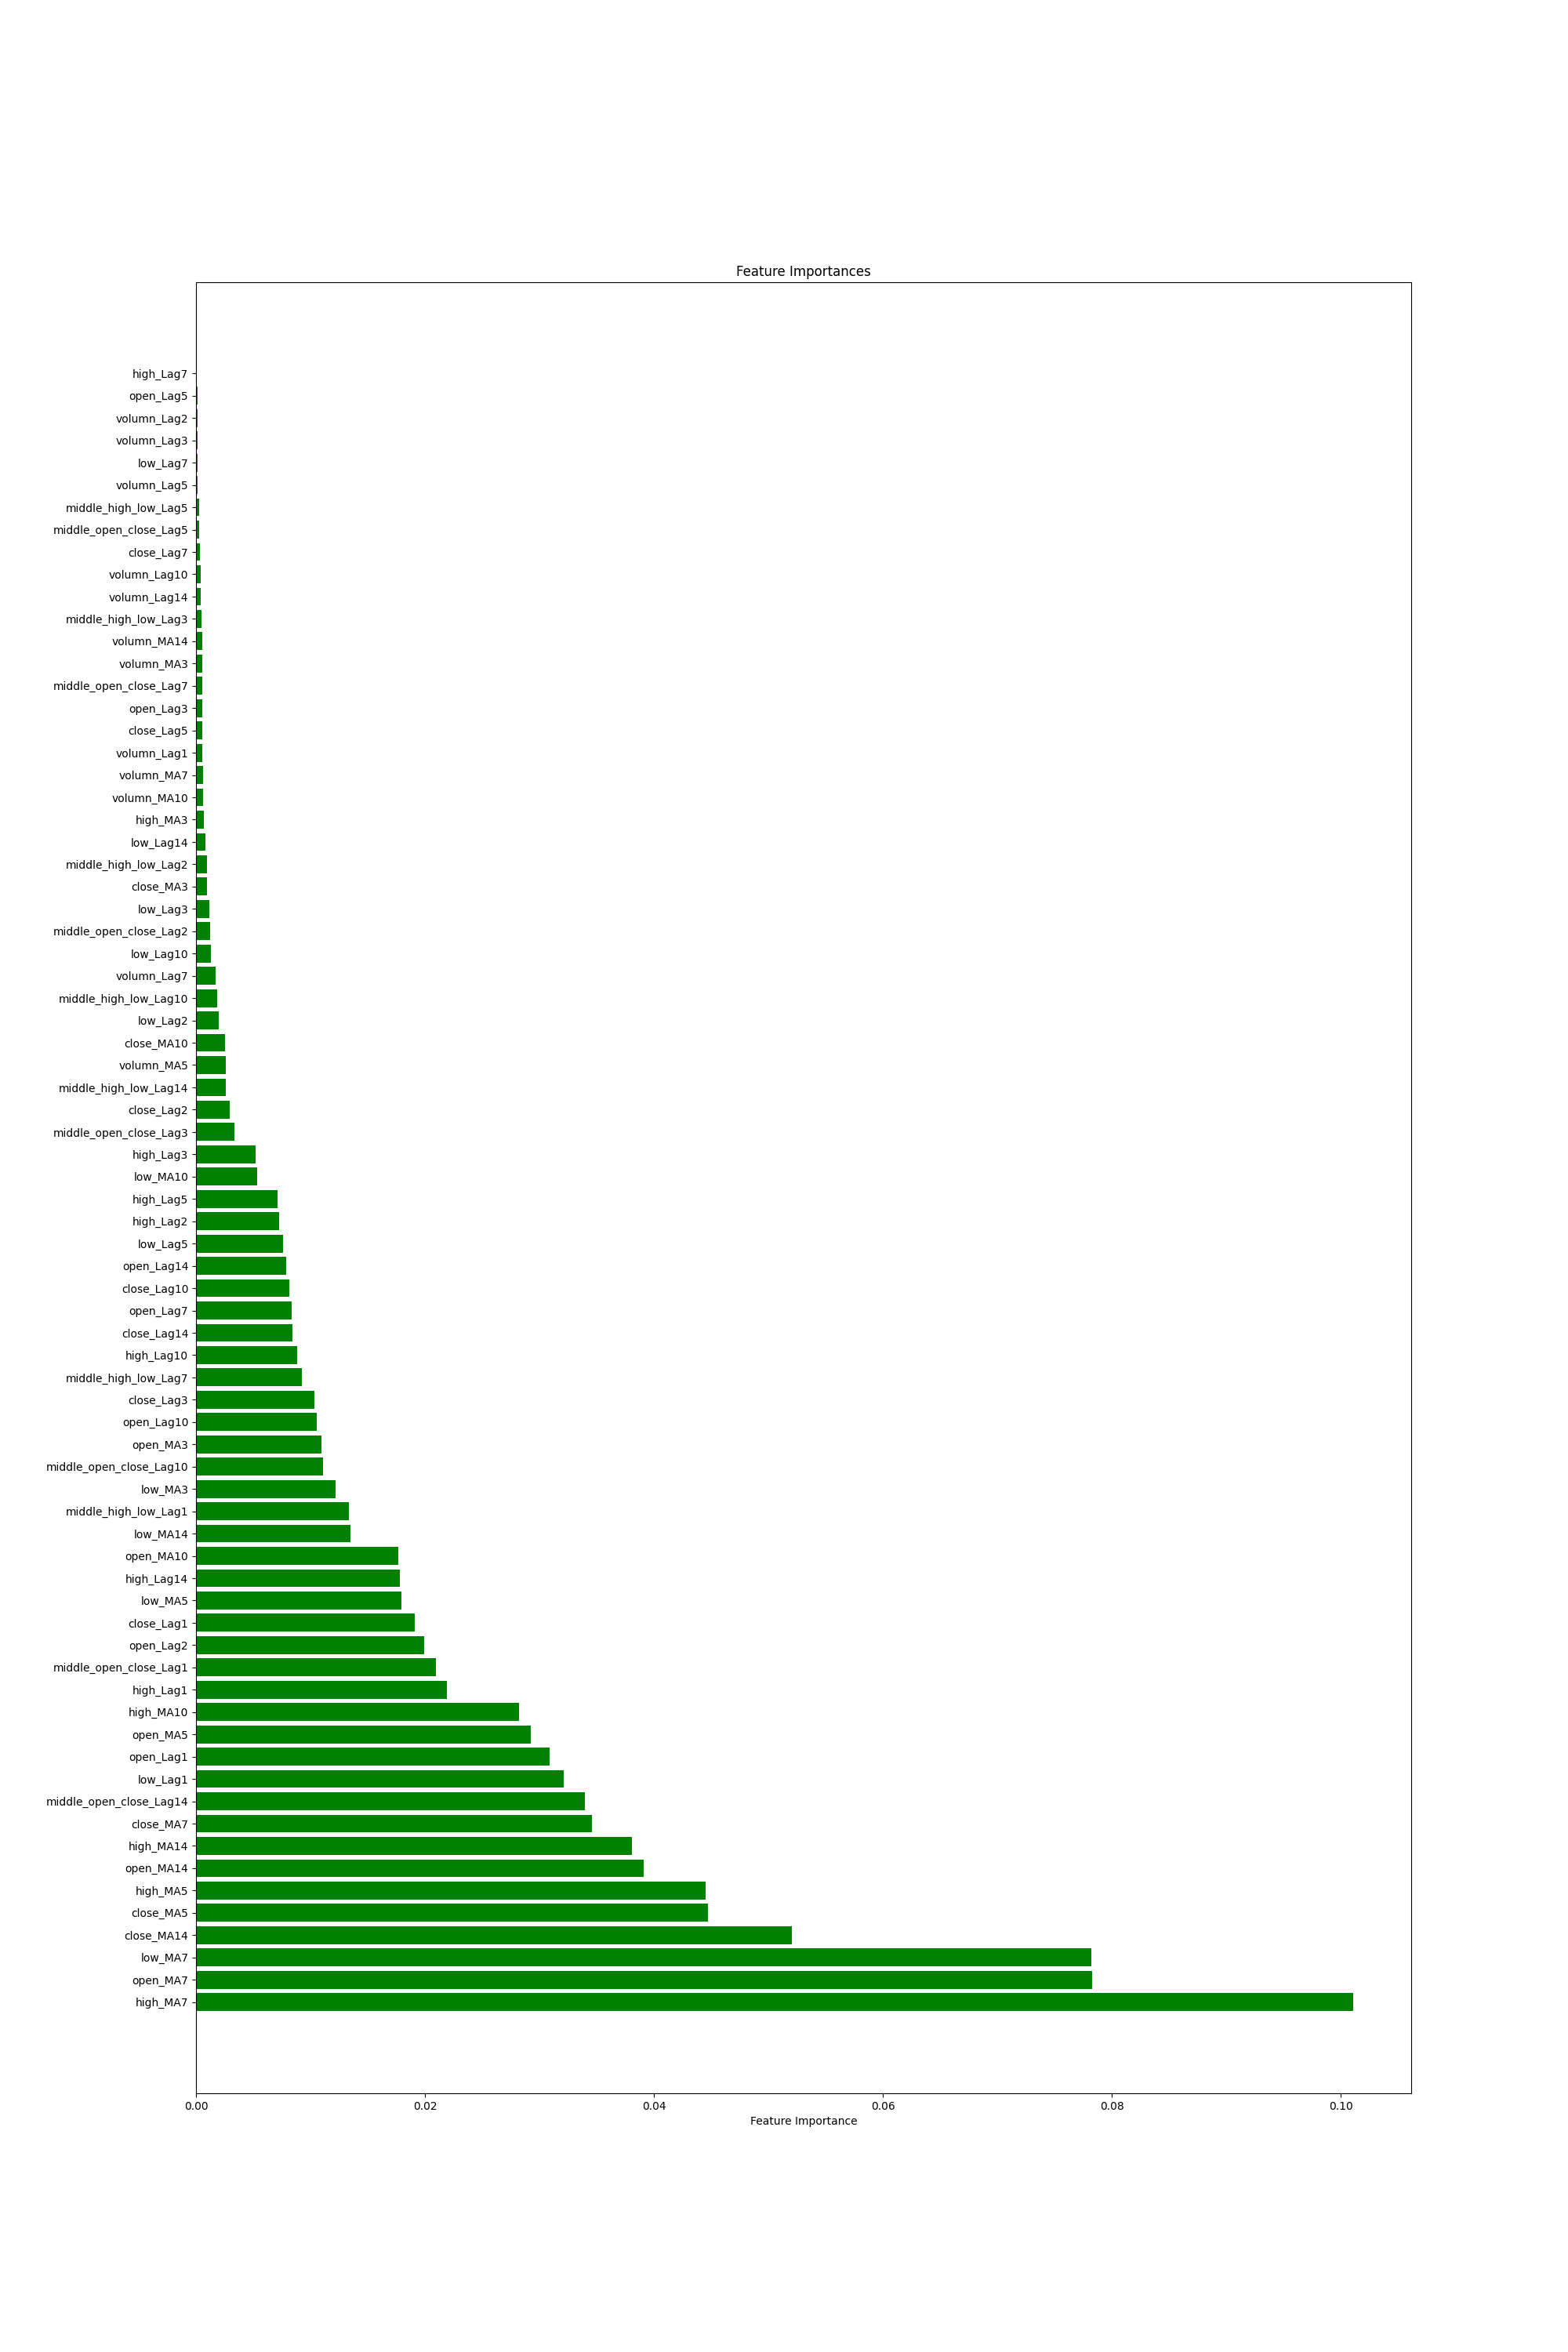 Feature Importances
high_Lag7
open_Lag5
volumn_Lag2
volumn_Lag3
low_Lag7
volumn_Lag5
middle_high_low_Lag5
middle_open_close_Lag5
close_Lag7
volumn_Lag10
volumn_Lag14
middle_high_low_Lag3
volumn_MA14
volumn_MA3
middle_open_close_Lag7
open_Lag3
close_Lag5
volumn_Lag1
volumn_MA7
volumn_MA10
high_MA3
low_Lag14
middle_high_low_Lag2
close_MA3
low_Lag3
middle_open_close_Lag2
low_Lag10
volumn_Lag7
middle_high_low_Lag10
low_Lag2
close_MA10
volumn_MA5
middle_high_low_Lag14
close_Lag2
middle_open_close_Lag3
high_Lag3
low_MA10
high_Lag5
high_Lag2
low_Lag5
open_Lag14
close_Lag10
open_Lag7
close_Lag14
high_Lag10
middle_high_low_Lag7
close_Lag3
open_Lag10
open_MA3
middle_open_close_Lag10
low_MA3
middle_high_low_Lag1
low_MA14
open_MA10
high_Lag14
low_MA5
close_Lag1
open_Lag2
middle_open_close_Lag1
high_Lag1
high_MA10
open_MA5
open_Lag1
low_Lag1
middle_open_close_Lag14
close_MA7
high_MA14
open_MA14
high_MA5
close_MA5
close_MA14
low_MA7
open_MA7
high_MA7
0.00 0.02 0.04 0.06 0.08 0.10
Feature Importance